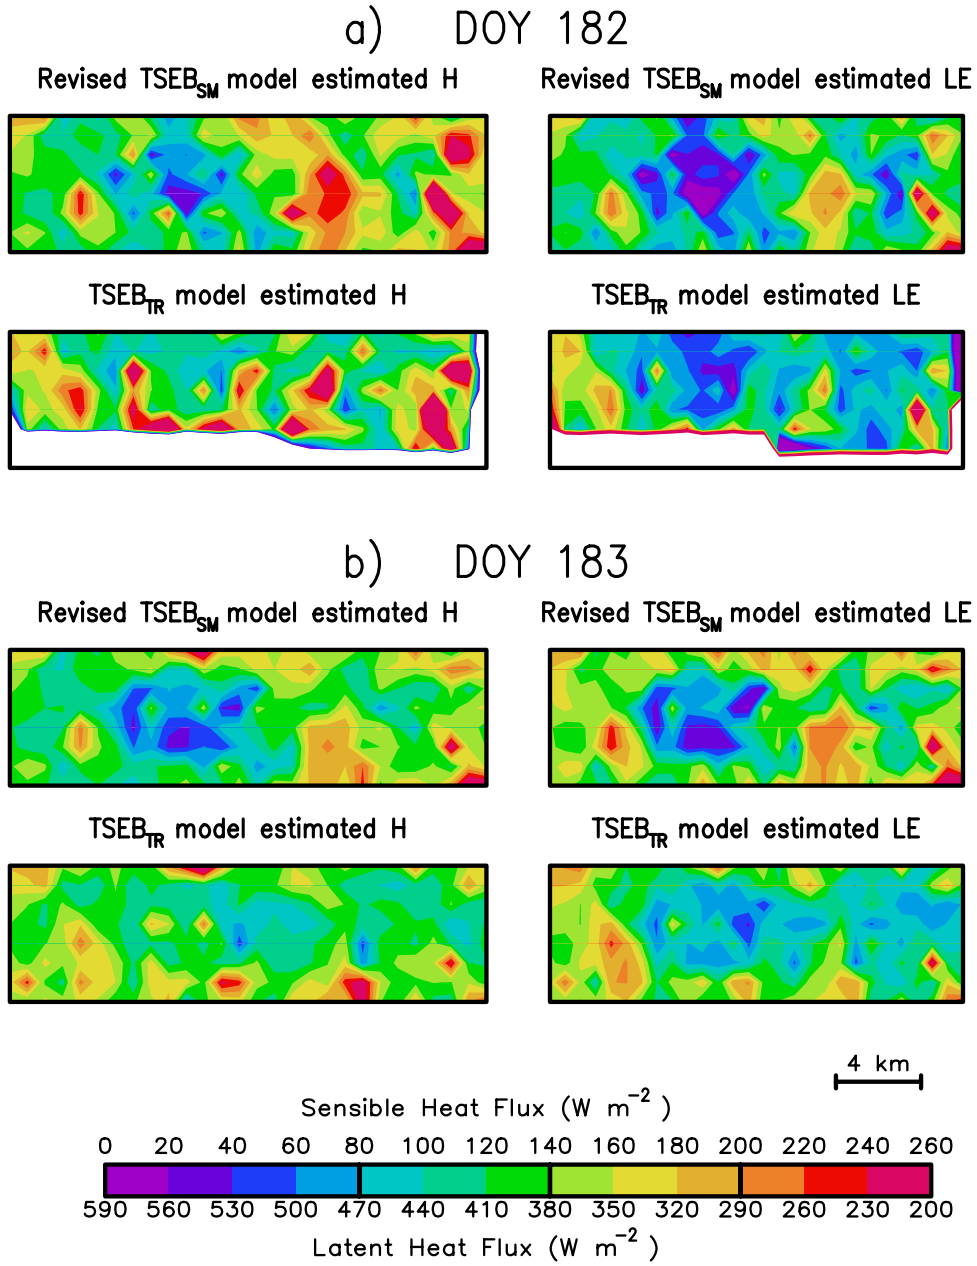 a) DOY 182
Revised TSEB_SM model estimated H
Revised TSEB_SM model estimated LE
TSEB_TR model estimated H
TSEB_TR model estimated LE
b) DOY 183
Revised TSEB_SM model estimated H
Revised TSEB_SM model estimated LE
TSEB_TR model estimated H
TSEB_TR model estimated LE
4 km
Sensible Heat Flux (W m⁻²)
0 20 40 60 80 100 120 140 160 180 200 220 240 260
590 560 530 500 470 440 410 380 350 320 290 260 230 200
Latent Heat Flux (W m⁻²)